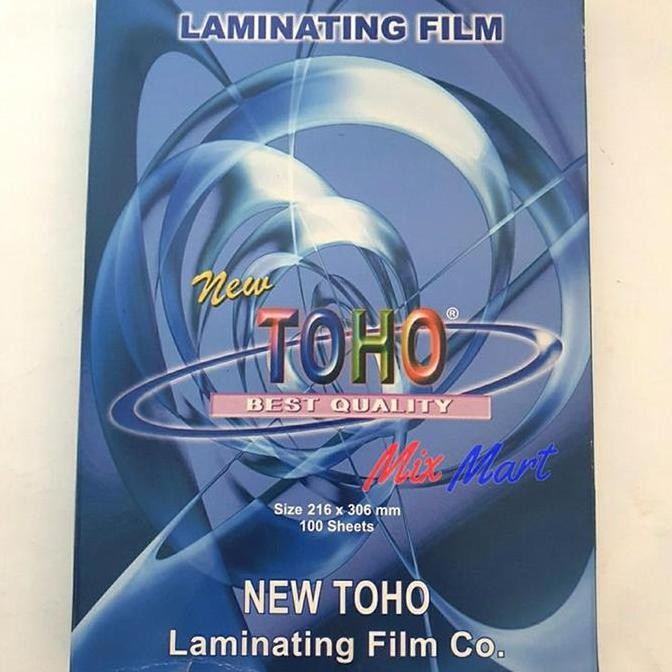 LAMINATING FILM
New
TOHO®
BEST QUALITY
Mix Mart
Size 216 x 306 mm
100 Sheets
NEW TOHO
Laminating Film Co.